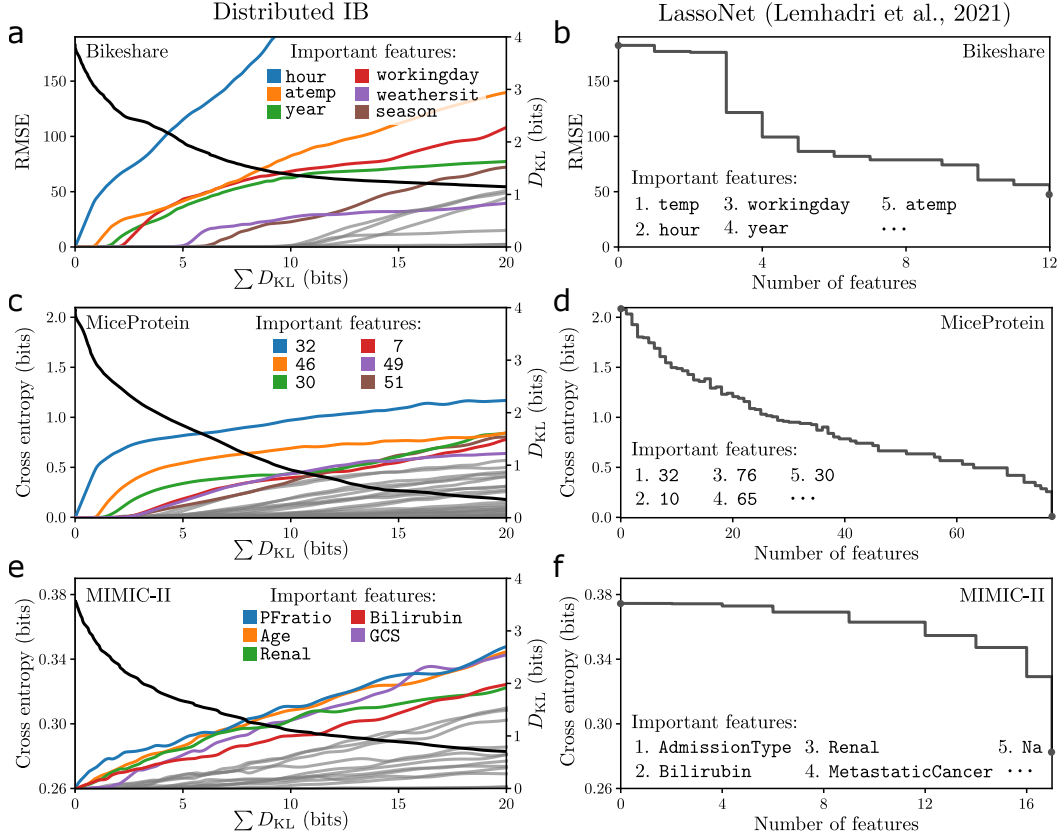 Distributed IB
LassoNet (Lemhadri et al., 2021)
a
Bikeshare
Important features:
hour
workingday
atemp
weathersit
year
season
RMSE
150
100
50
0
4
3
2
1
0
D_KL (bits)
0 5 10 15 20
∑ D_KL (bits)
b
Bikeshare
RMSE
150
100
50
0
Important features:
1. temp 3. workingday 5. atemp
2. hour 4. year ...
0 4 8 12
Number of features
c
MiceProtein
Important features:
32 7
46 49
30 51
Cross entropy (bits)
2.0
1.5
1.0
0.5
0.0
4
3
2
1
0
D_KL (bits)
0 5 10 15 20
∑ D_KL (bits)
d
MiceProtein
Cross entropy (bits)
2.0
1.5
1.0
0.5
0.0
Important features:
1. 32 3. 76 5. 30
2. 10 4. 65 ...
0 20 40 60
Number of features
e
MIMIC-II
Important features:
PFratio Bilirubin
Age GCS
Renal
Cross entropy (bits)
0.38
0.34
0.30
0.26
4
3
2
1
0
D_KL (bits)
0 5 10 15 20
∑ D_KL (bits)
f
MIMIC-II
Cross entropy (bits)
0.38
0.34
0.30
0.26
Important features:
1. AdmissionType 3. Renal 5. Na
2. Bilirubin 4. MetastaticCancer ...
0 4 8 12 16
Number of features